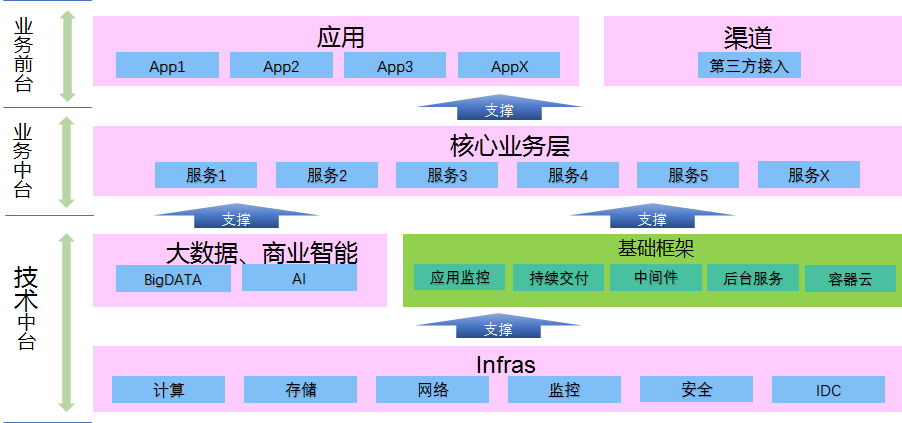 业务前台
应用
App1
App2
App3
AppX
渠道
第三方接入
支撑
业务中台
核心业务层
服务1
服务2
服务3
服务4
服务5
服务X
支撑
支撑
技术中台
大数据、商业智能
BigDATA
AI
基础框架
应用监控
持续交付
中间件
后台服务
容器云
支撑
Infras
计算
存储
网络
监控
安全
IDC